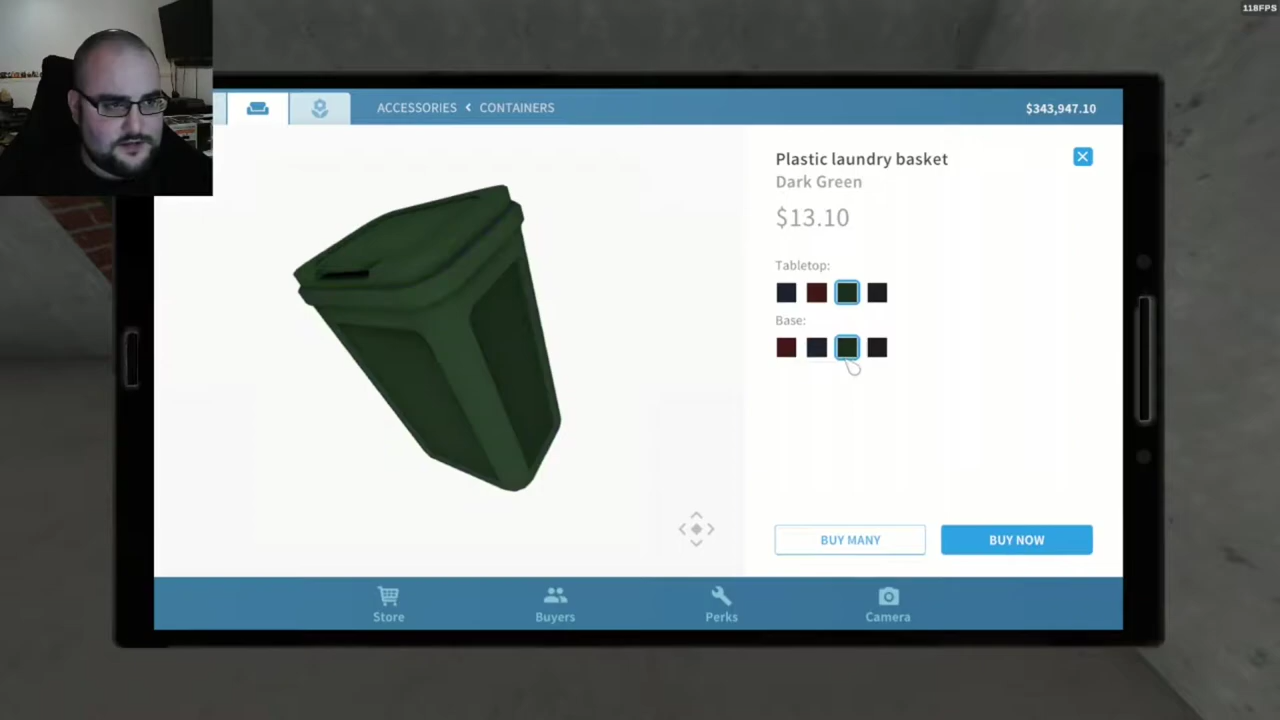 118FPS
ACCESSORIES < CONTAINERS
$343,947.10
Plastic laundry basket
Dark Green
$13.10
Tabletop:
Base:
BUY MANY
BUY NOW
Store
Buyers
Perks
Camera